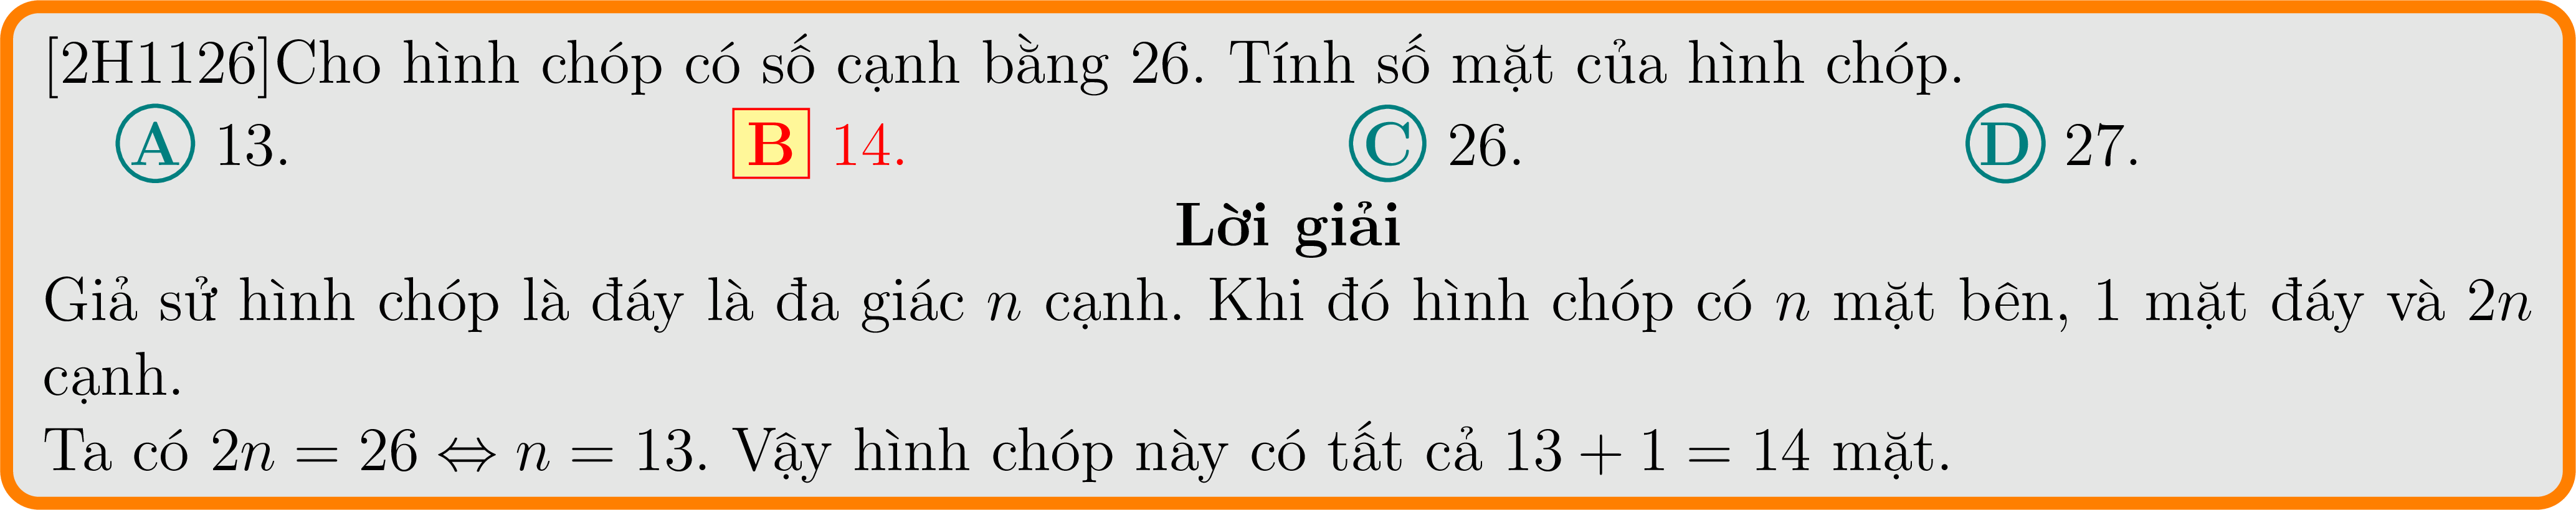 [2H1126]Cho hình chóp có số cạnh bằng 26. Tính số mặt của hình chóp.
A 13. B 14. C 26. D 27.
Lời giải
Giả sử hình chóp là đáy là đa giác n cạnh. Khi đó hình chóp có n mặt bên, 1 mặt đáy và 2n
cạnh.
Ta có 2n = 26 ⇔ n = 13. Vậy hình chóp này có tất cả 13 + 1 = 14 mặt.